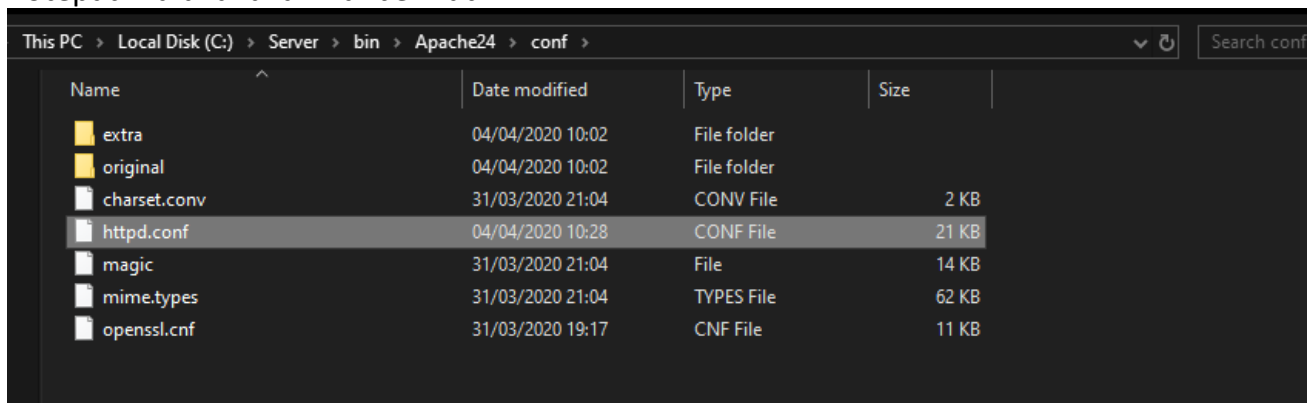 This PC > Local Disk (C:) > Server > bin > Apache24 > conf >
Search conf
Name Date modified Type Size
extra 04/04/2020 10:02 File folder
original 04/04/2020 10:02 File folder
charset.conv 31/03/2020 21:04 CONV File 2 KB
httpd.conf 04/04/2020 10:28 CONF File 21 KB
magic 31/03/2020 21:04 File 14 KB
mime.types 31/03/2020 21:04 TYPES File 62 KB
openssl.cnf 31/03/2020 19:17 CNF File 11 KB